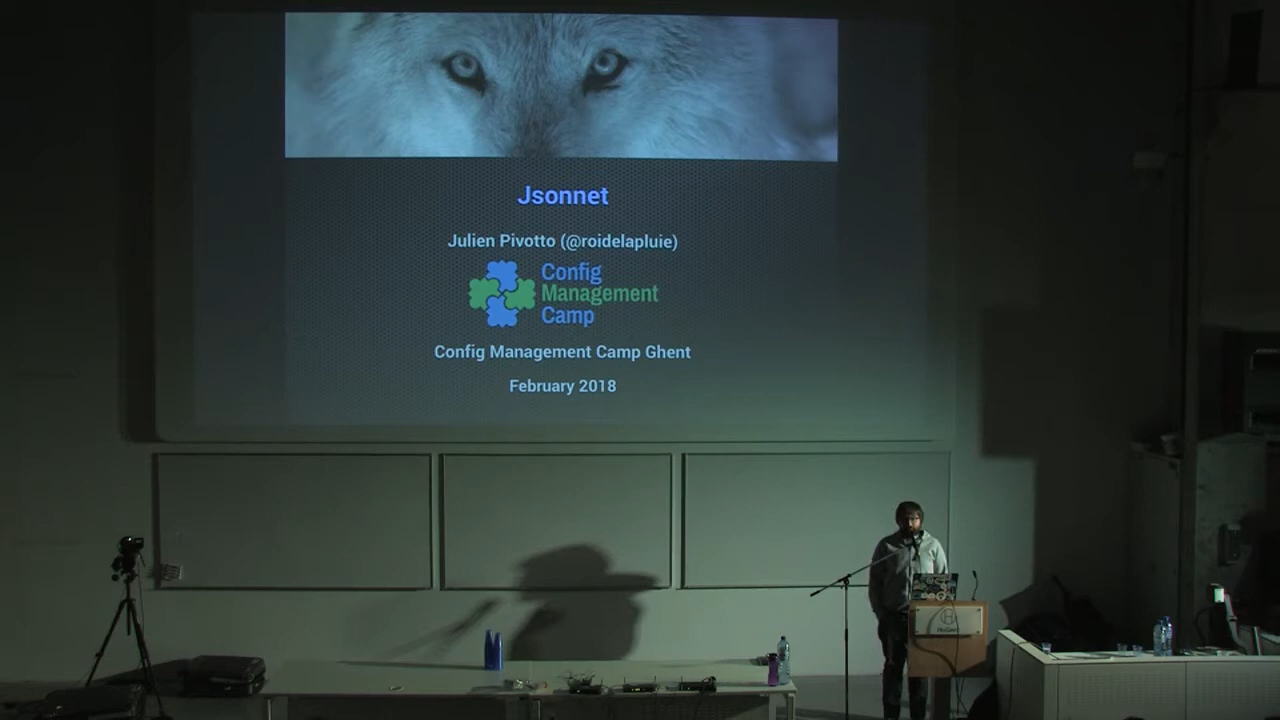 Jsonnet
Julien Pivotto (@roidelapluie)
Config
Management
Camp
Config Management Camp Ghent
February 2018